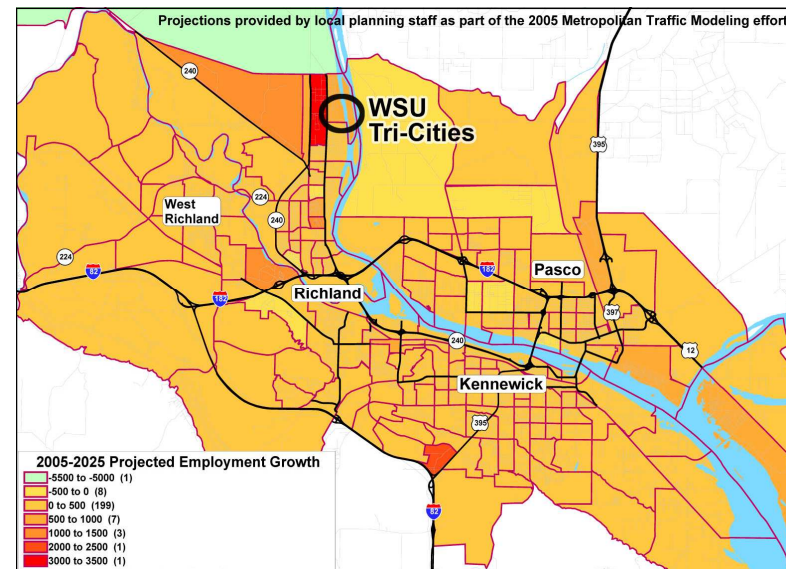 Projections provided by local planning staff as part of the 2005 Metropolitan Traffic Modeling effort
240
WSU
Tri-Cities
395
West
Richland
224
240
224
82
182
Richland
182
Pasco
397
240
12
Kennewick
395
82
2005-2025 Projected Employment Growth
-5500 to -5000 (1)
-500 to 0 (8)
0 to 500 (199)
500 to 1000 (7)
1000 to 1500 (3)
2000 to 2500 (1)
3000 to 3500 (1)